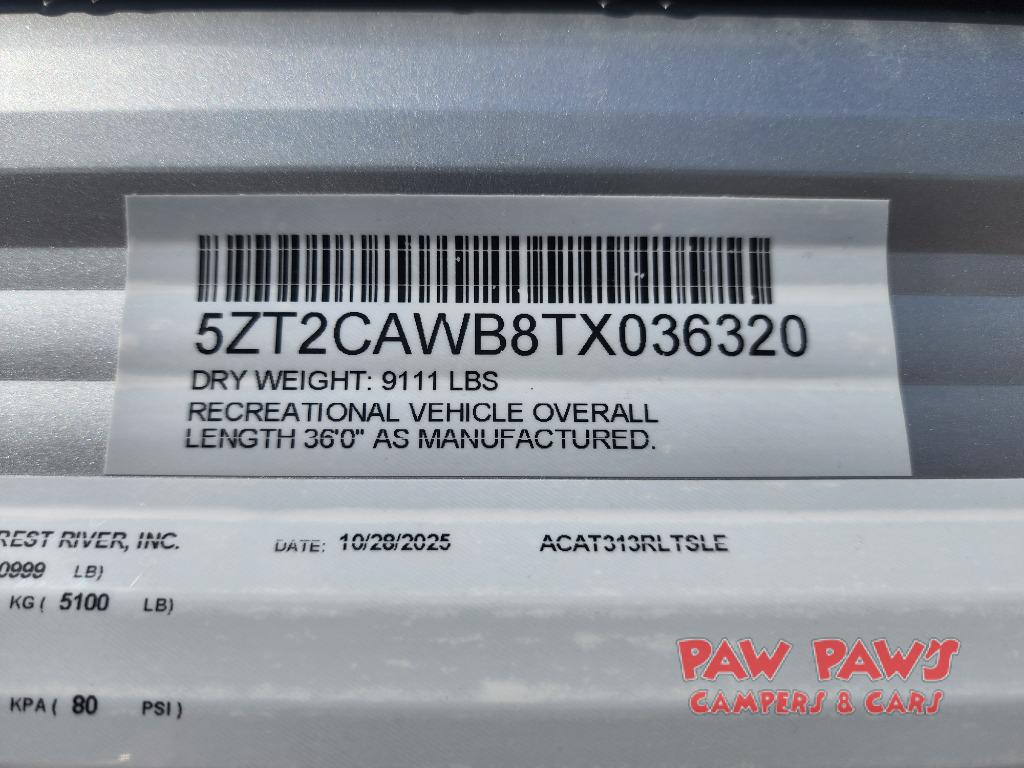 5ZT2CAWB8TX036320
DRY WEIGHT: 9111 LBS
RECREATIONAL VEHICLE OVERALL
LENGTH 36'0" AS MANUFACTURED.
REST RIVER, INC. DATE: 10/28/2025 ACAT313RLTSLE
0999 LB)
KG ( 5100 LB)
KPA ( 80 PSI )
PAW PAW'S
CAMPERS & CARS